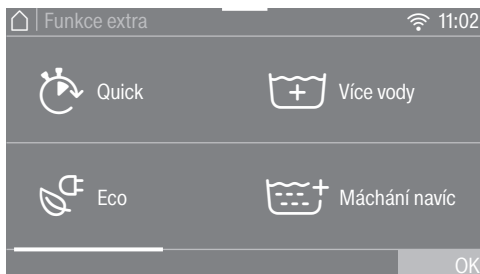 Funkce extra 11:02
Quick Více vody
Eco Máchání navíc
OK